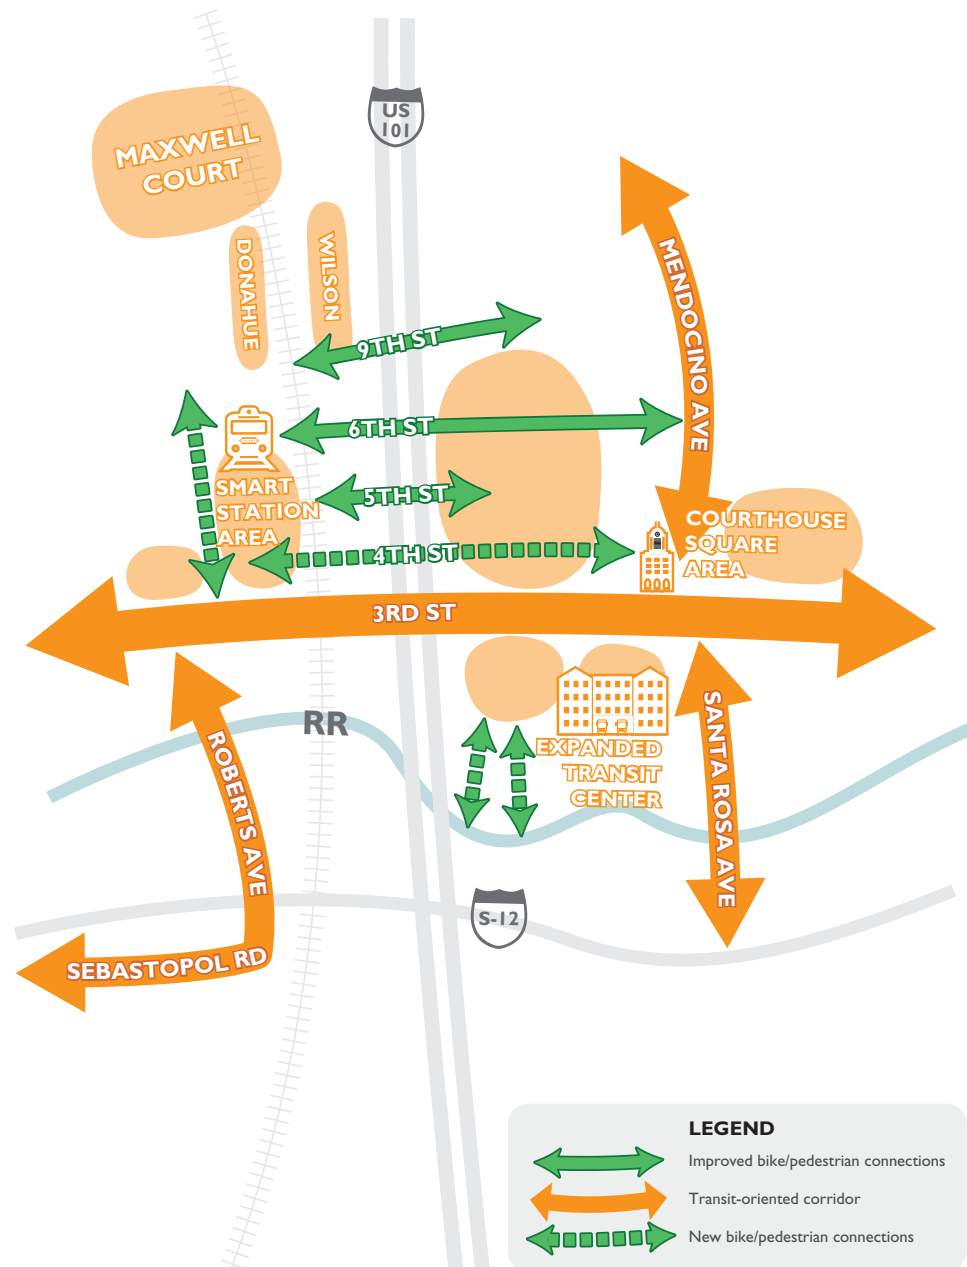 US
101
MAXWELL
COURT
DONAHUE
WILSON
MENDOCINO AVE
9TH ST
6TH ST
SMART
STATION
AREA
5TH ST
4TH ST
COURTHOUSE
SQUARE
AREA
3RD ST
RR
ROBERTS AVE
EXPANDED
TRANSIT
CENTER
SANTA ROSA AVE
S-12
SEBASTOPOL RD
LEGEND
Improved bike/pedestrian connections
Transit-oriented corridor
New bike/pedestrian connections